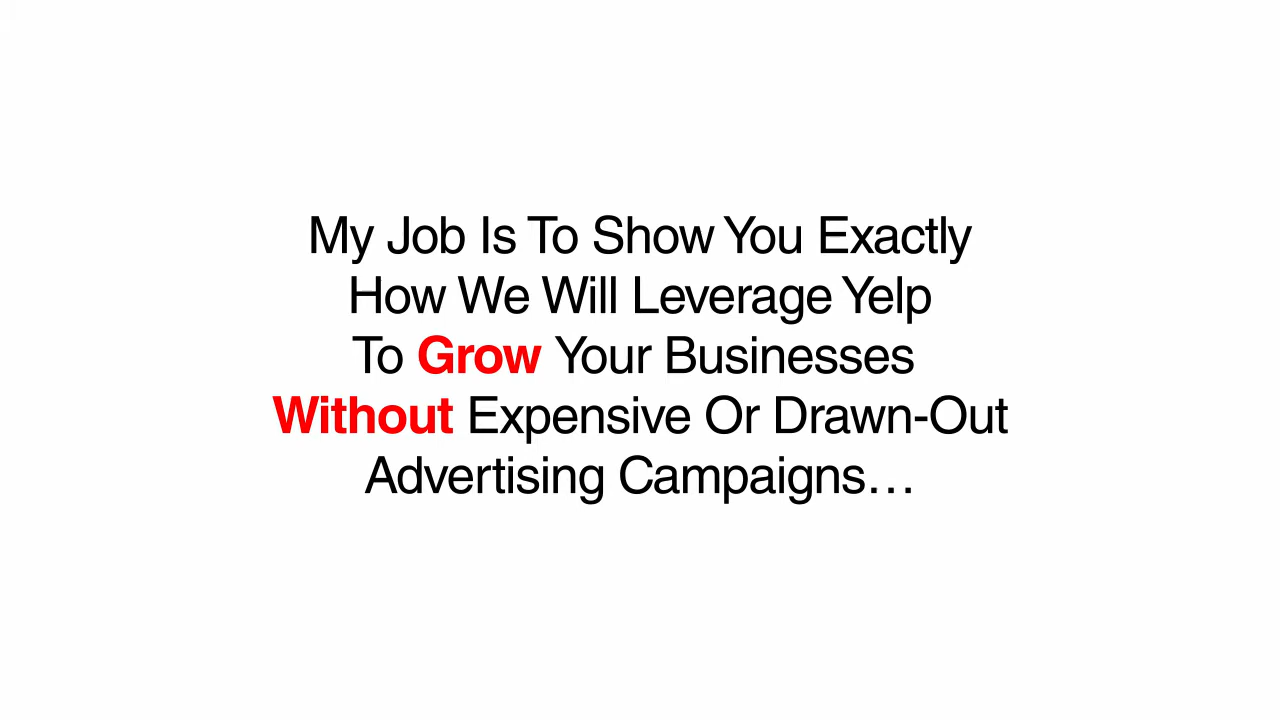 My Job Is To Show You Exactly
How We Will Leverage Yelp
To Grow Your Businesses
Without Expensive Or Drawn-Out
Advertising Campaigns…